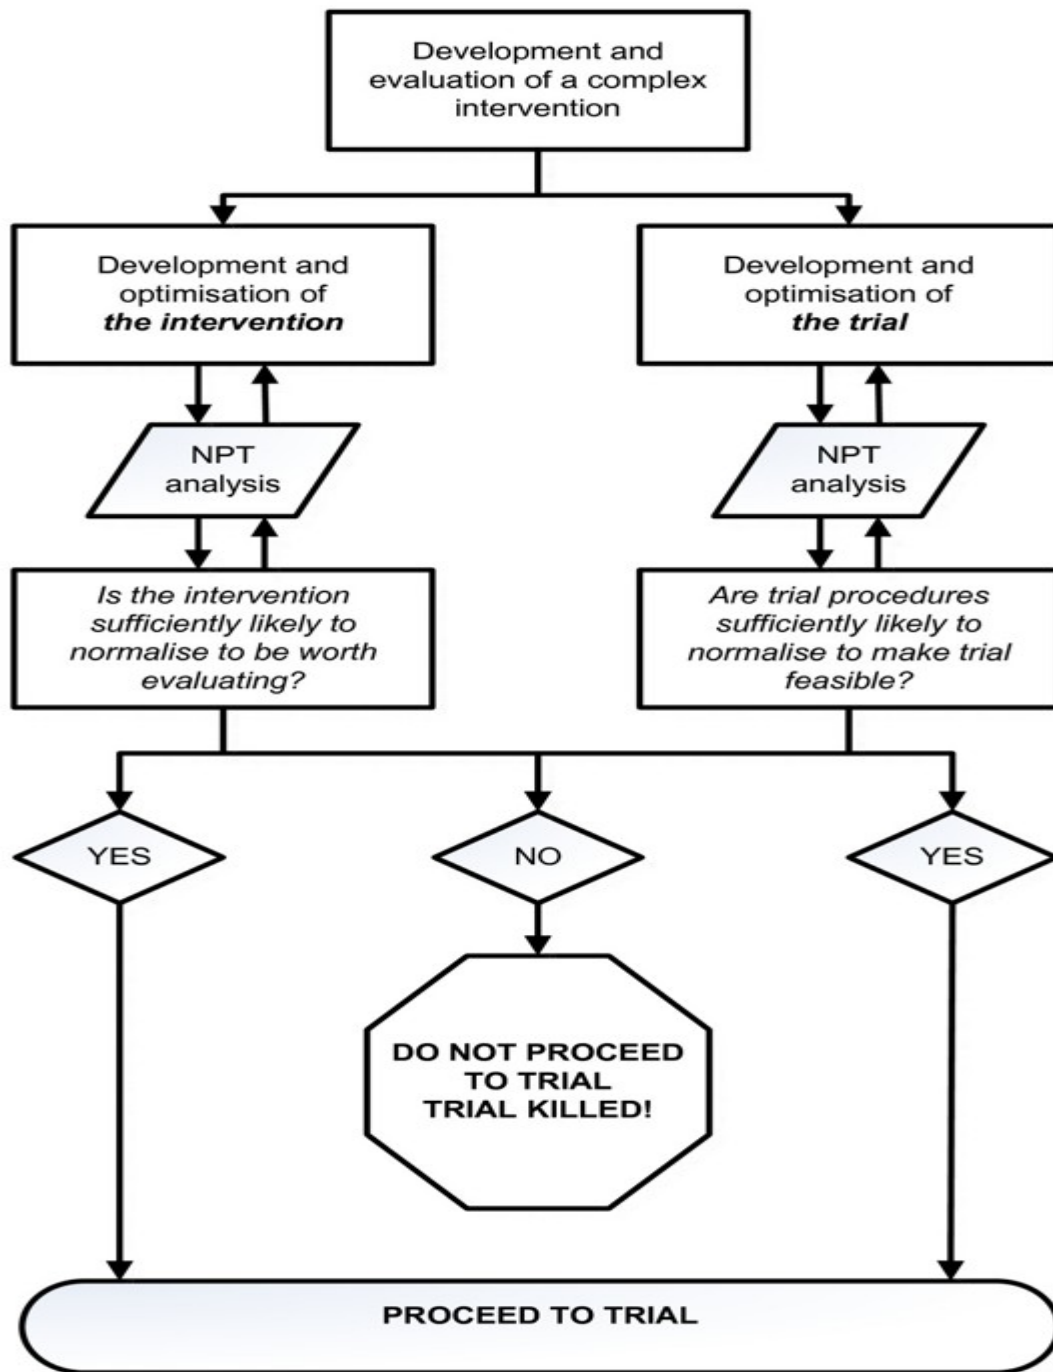 Development and
evaluation of a complex
intervention
Development and
optimisation of
the intervention
Development and
optimisation of
the trial
NPT
analysis
NPT
analysis
Is the intervention
sufficiently likely to
normalise to be worth
evaluating?
Are trial procedures
sufficiently likely to
normalise to make trial
feasible?
YES
NO
YES
DO NOT PROCEED
TO TRIAL
TRIAL KILLED!
PROCEED TO TRIAL